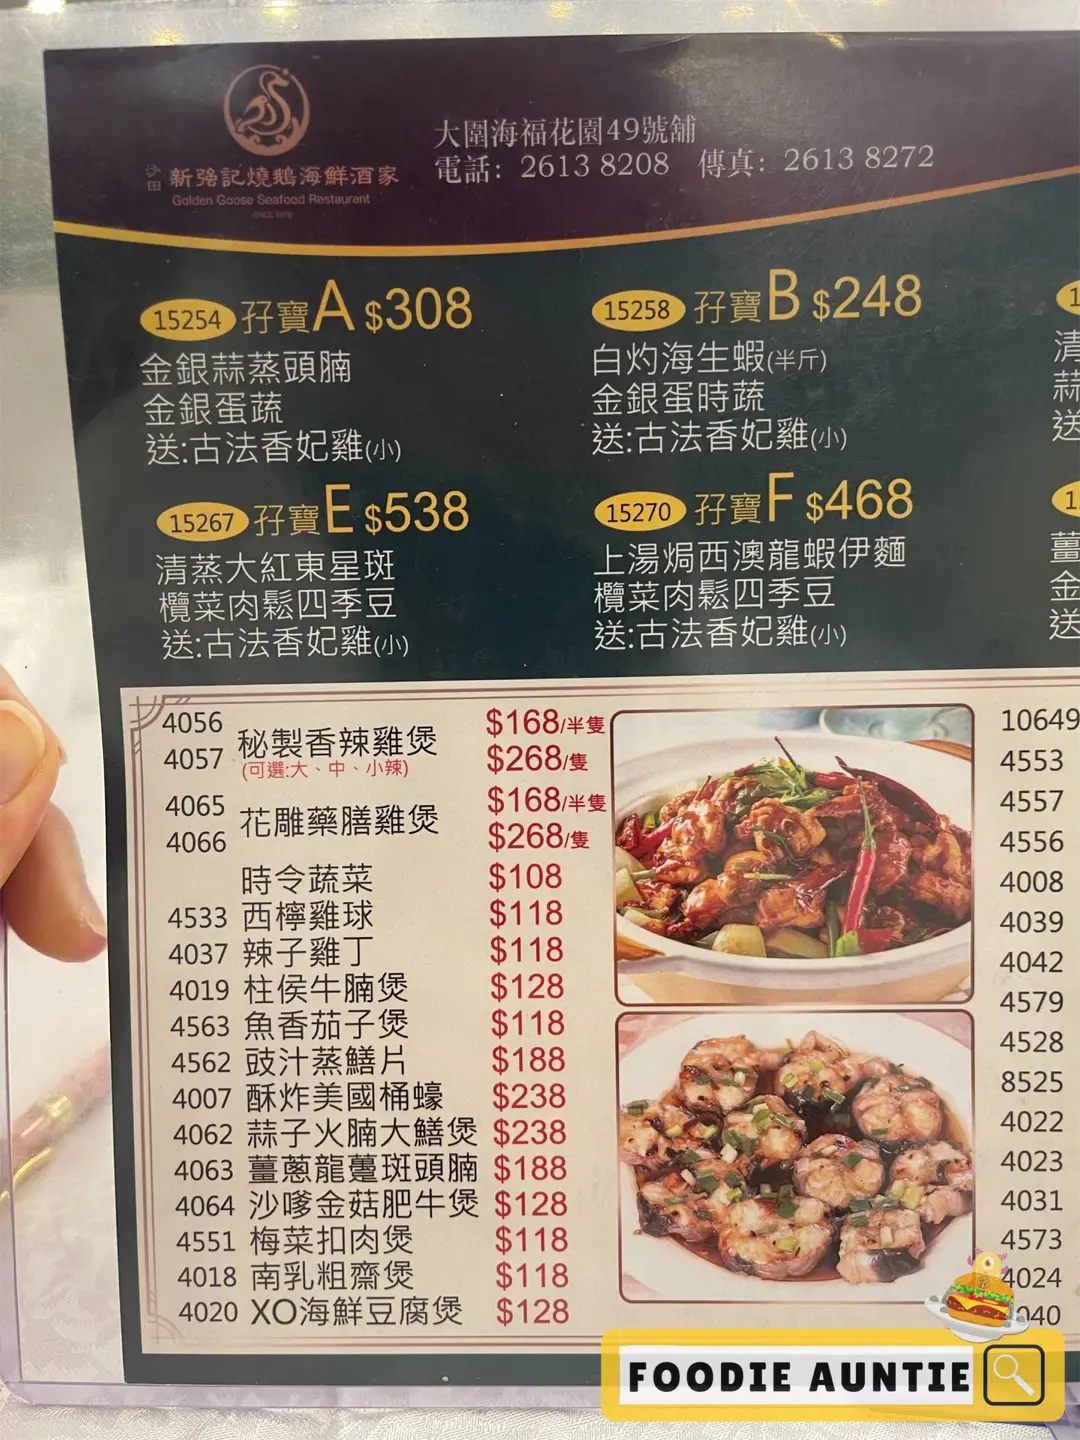 大圍海福花園49號舖
電話: 2613 8208 傳真: 2613 8272
沙田 新强記燒鵝海鮮酒家
Golden Goose Seafood Restaurant
15254 孖寶A $308
金銀蒜蒸頭腩
金銀蛋蔬
送:古法香妃雞(小)
15258 孖寶B $248
白灼海生蝦(半斤)
金銀蛋時蔬
送:古法香妃雞(小)
15267 孖寶E $538
清蒸大紅東星斑
欖菜肉鬆四季豆
送:古法香妃雞(小)
15270 孖寶F $468
上湯焗西澳龍蝦伊麵
欖菜肉鬆四季豆
送:古法香妃雞(小)
清
蒜
送
薑
金
送
4056 $168/半隻
秘製香辣雞煲
4057 $268/隻
(可選:大、中、小辣)
4065 $168/半隻
花雕藥膳雞煲
4066 $268/隻
時令蔬菜 $108
4533 西檸雞球 $118
4037 辣子雞丁 $118
4019 柱侯牛腩煲 $128
4563 魚香茄子煲 $118
4562 豉汁蒸鱔片 $188
4007 酥炸美國桶蠔 $238
4062 蒜子火腩大鱔煲 $238
4063 薑蔥龍躉斑頭腩 $188
4064 沙嗲金菇肥牛煲 $128
4551 梅菜扣肉煲 $118
4018 南乳粗齋煲 $118
4020 XO海鮮豆腐煲 $128
10649
4553
4557
4556
4008
4039
4042
4579
4528
8525
4022
4023
4031
4573
4024
040
FOODIE AUNTIE